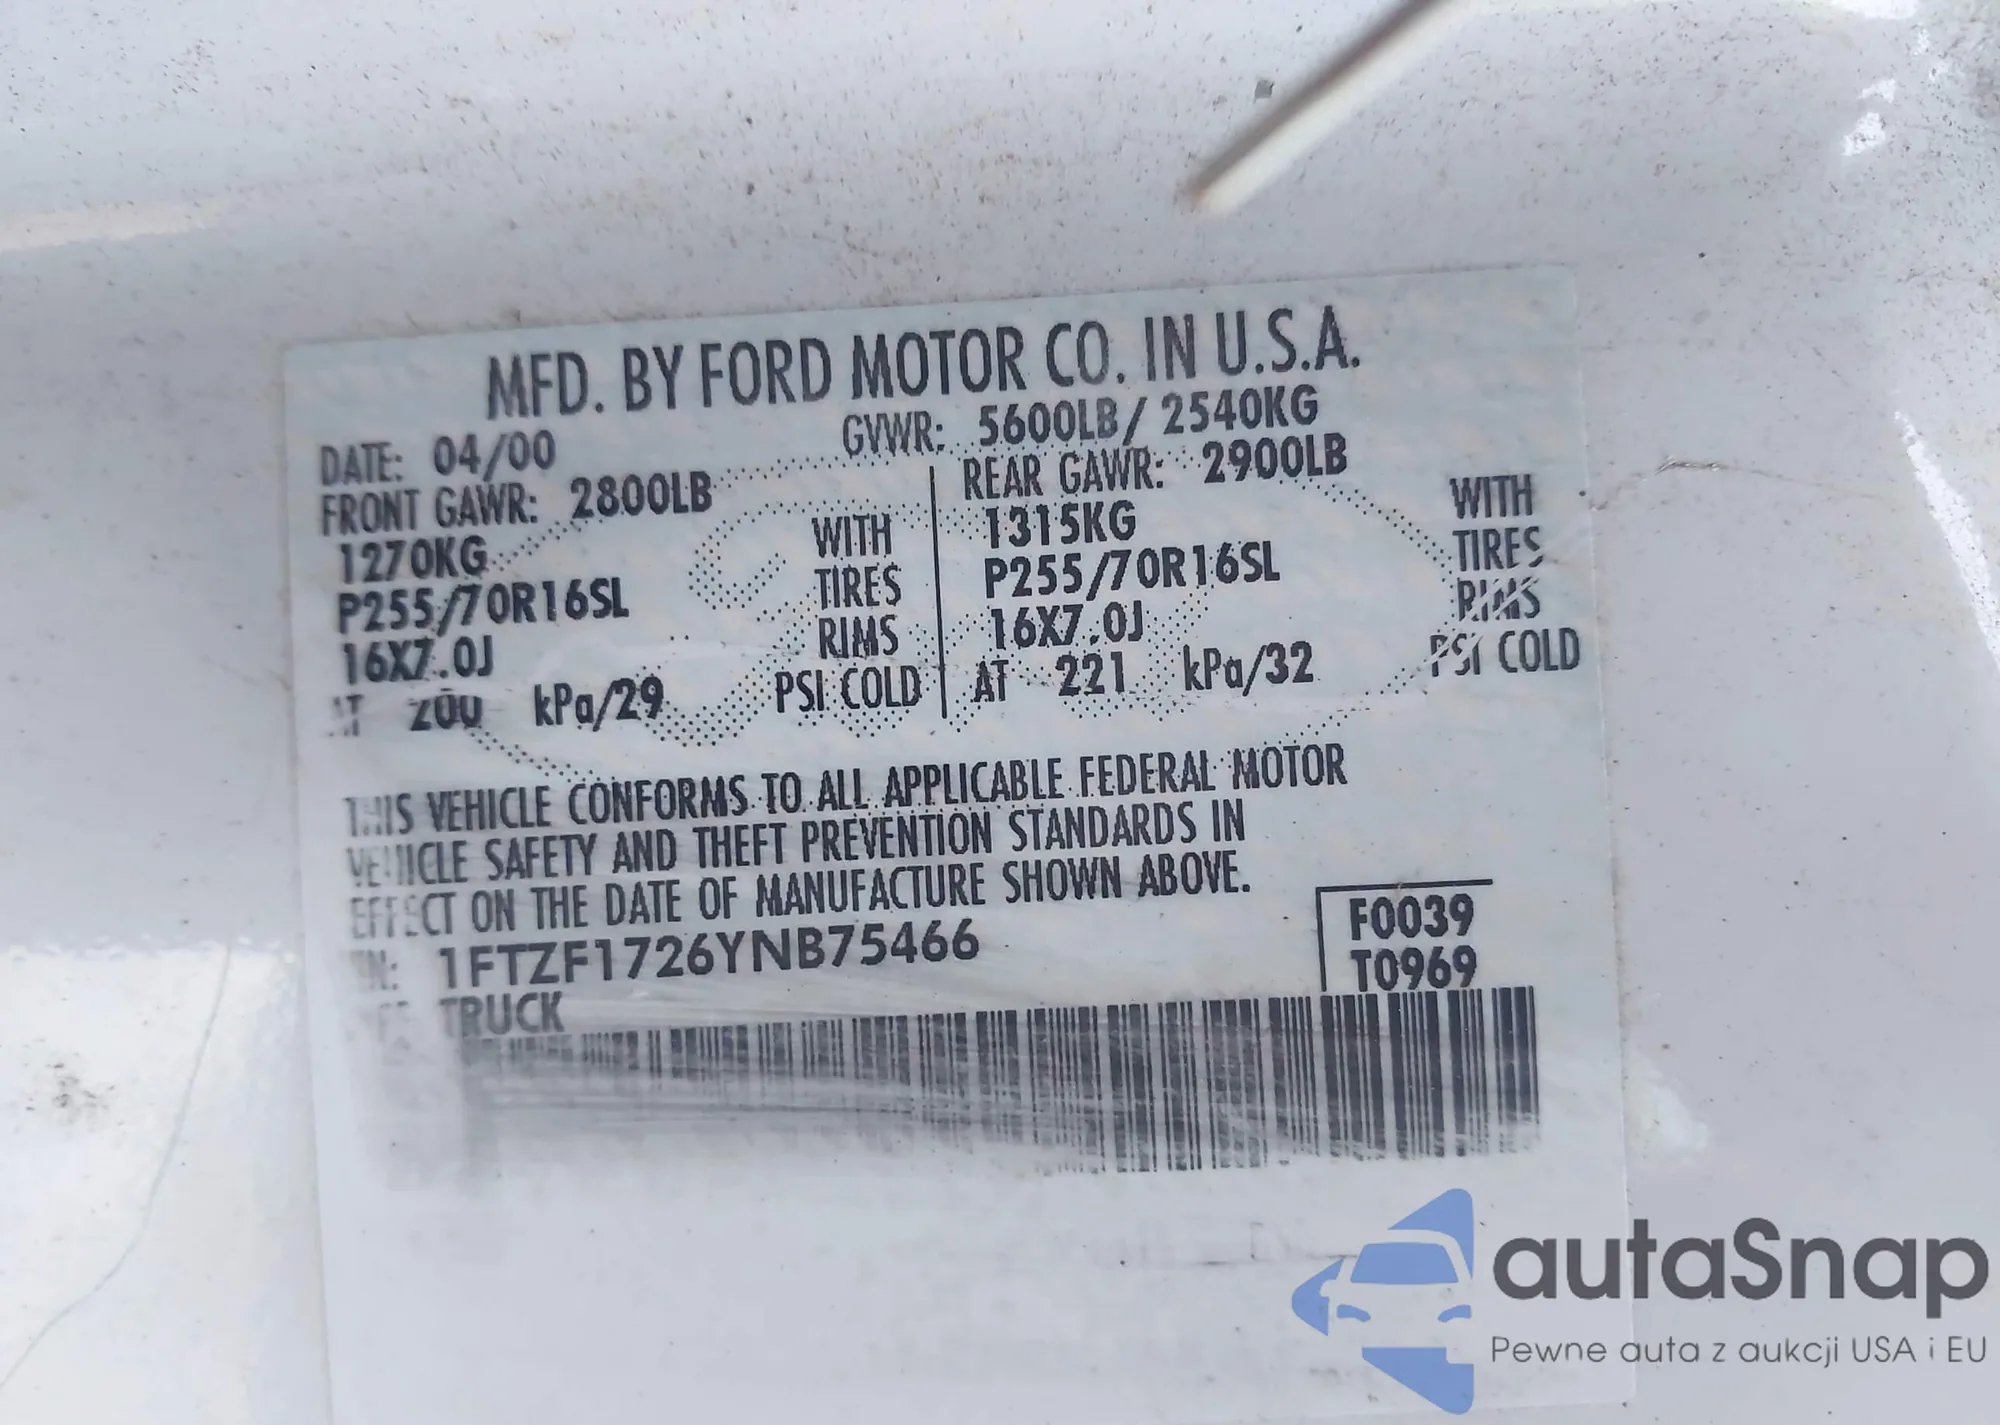 MFD. BY FORD MOTOR CO. IN U.S.A.
DATE: 04/00 GVWR: 5600LB / 2540KG
FRONT GAWR: 2800LB REAR GAWR: 2900LB
1270KG WITH 1315KG WITH
P255/70R16SL TIRES P255/70R16SL TIRES
16X7.0J RIMS 16X7.0J RIMS
AT 200 kPa/29 PSI COLD AT 221 kPa/32 PSI COLD
THIS VEHICLE CONFORMS TO ALL APPLICABLE FEDERAL MOTOR
VEHICLE SAFETY AND THEFT PREVENTION STANDARDS IN
EFFECT ON THE DATE OF MANUFACTURE SHOWN ABOVE.
1FTZF1726YNB75466 F0039
TRUCK T0969
autaSnap
Pewne auta z aukcji USA i EU